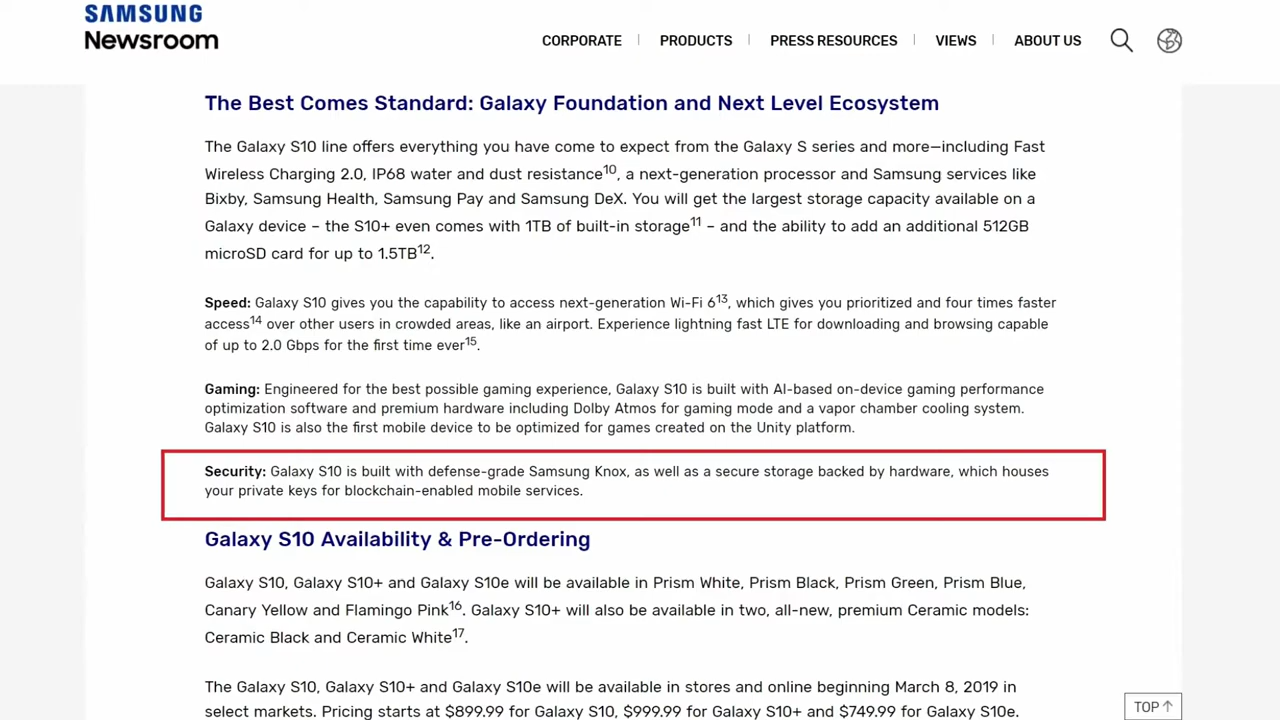 SAMSUNG
Newsroom
CORPORATE | PRODUCTS | PRESS RESOURCES | VIEWS | ABOUT US
The Best Comes Standard: Galaxy Foundation and Next Level Ecosystem
The Galaxy S10 line offers everything you have come to expect from the Galaxy S series and more—including Fast
Wireless Charging 2.0, IP68 water and dust resistance10, a next-generation processor and Samsung services like
Bixby, Samsung Health, Samsung Pay and Samsung DeX. You will get the largest storage capacity available on a
Galaxy device – the S10+ even comes with 1TB of built-in storage11 – and the ability to add an additional 512GB
microSD card for up to 1.5TB12.
Speed: Galaxy S10 gives you the capability to access next-generation Wi-Fi 613, which gives you prioritized and four times faster
access14 over other users in crowded areas, like an airport. Experience lightning fast LTE for downloading and browsing capable
of up to 2.0 Gbps for the first time ever15.
Gaming: Engineered for the best possible gaming experience, Galaxy S10 is built with AI-based on-device gaming performance
optimization software and premium hardware including Dolby Atmos for gaming mode and a vapor chamber cooling system.
Galaxy S10 is also the first mobile device to be optimized for games created on the Unity platform.
Security: Galaxy S10 is built with defense-grade Samsung Knox, as well as a secure storage backed by hardware, which houses
your private keys for blockchain-enabled mobile services.
Galaxy S10 Availability & Pre-Ordering
Galaxy S10, Galaxy S10+ and Galaxy S10e will be available in Prism White, Prism Black, Prism Green, Prism Blue,
Canary Yellow and Flamingo Pink16. Galaxy S10+ will also be available in two, all-new, premium Ceramic models:
Ceramic Black and Ceramic White17.
The Galaxy S10, Galaxy S10+ and Galaxy S10e will be available in stores and online beginning March 8, 2019 in
select markets. Pricing starts at $899.99 for Galaxy S10, $999.99 for Galaxy S10+ and $749.99 for Galaxy S10e.
TOP↑